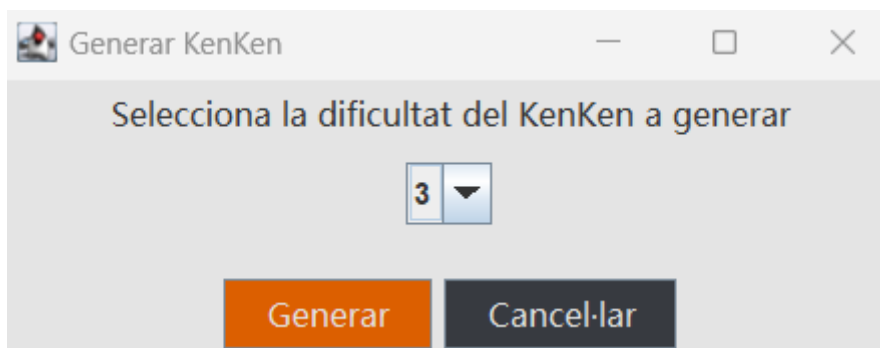 Generar KenKen
Selecciona la dificultat del KenKen a generar
3
Generar Cancel·lar